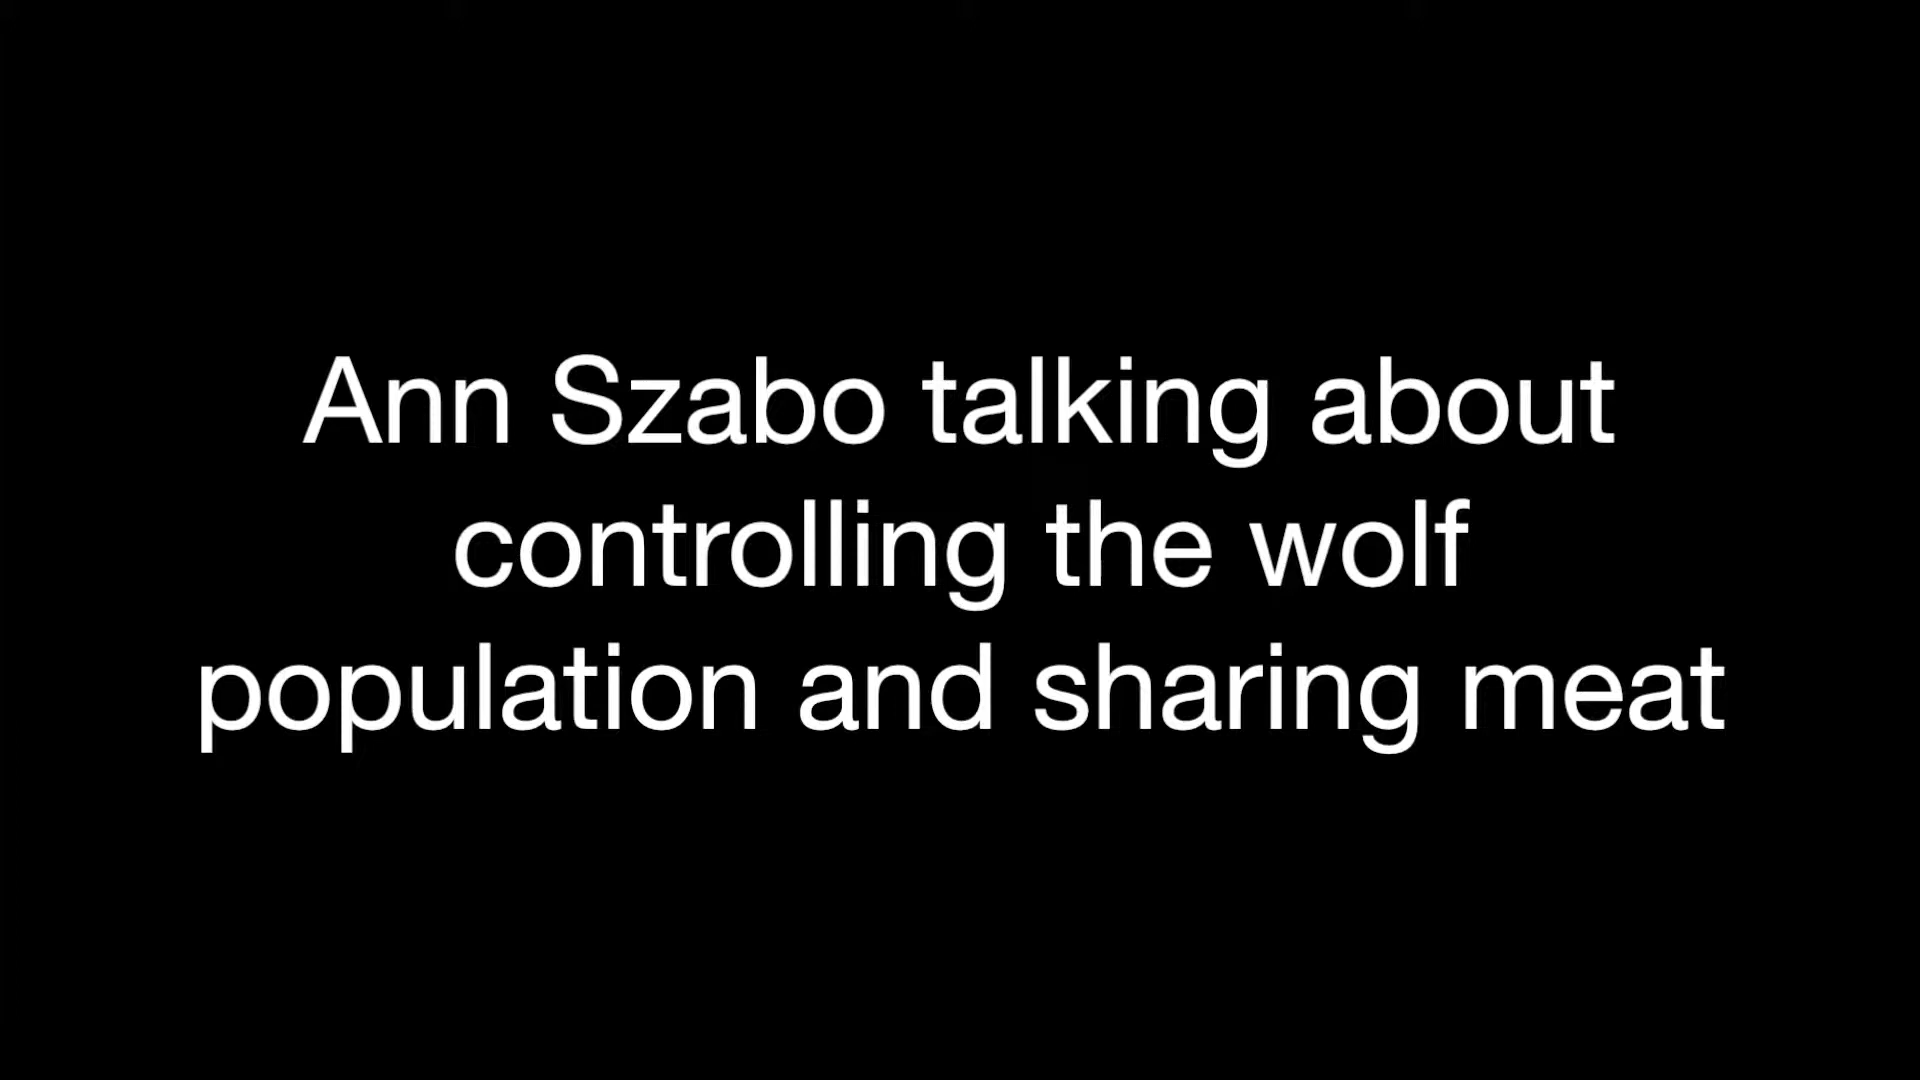 Ann Szabo talking about
controlling the wolf
population and sharing meat